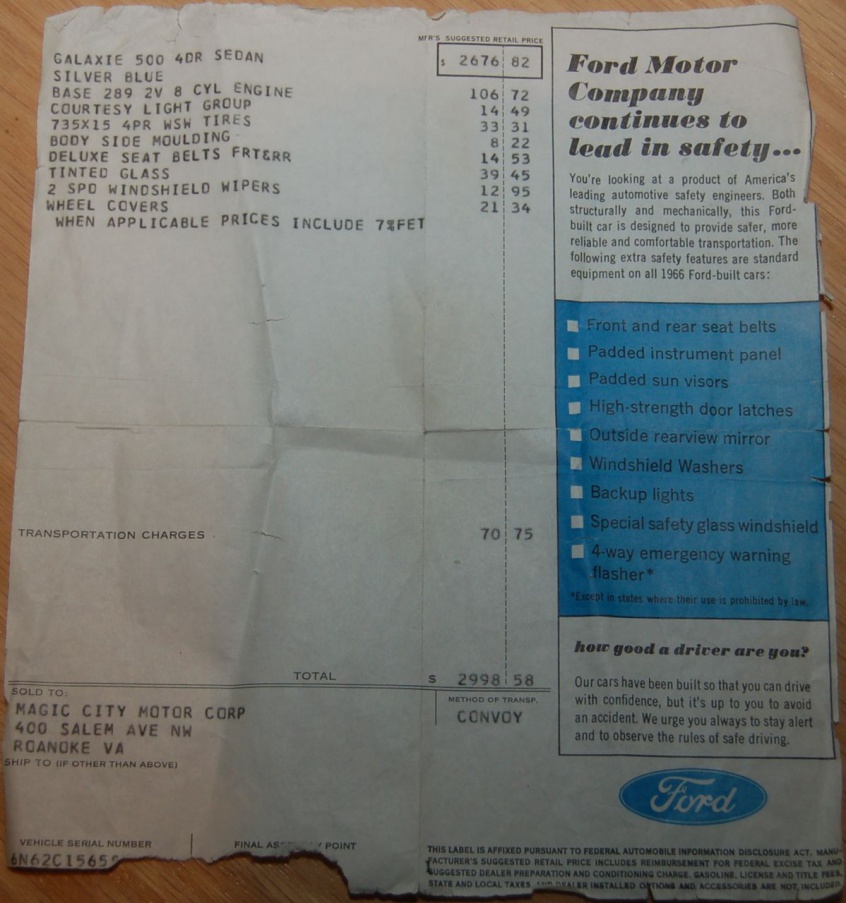 MFR'S SUGGESTED RETAIL PRICE
GALAXIE 500 4DR SEDAN $ 2676 82
SILVER BLUE
BASE 289 2V 8 CYL ENGINE 106 72
COURTESY LIGHT GROUP 14 49
735X15 4PR WSW TIRES 33 31
BODY SIDE MOULDING 8 22
DELUXE SEAT BELTS FRT&RR 14 53
TINTED GLASS 39 45
2 SPD WINDSHIELD WIPERS 12 95
WHEEL COVERS 21 34
WHEN APPLICABLE PRICES INCLUDE 7%FET
TRANSPORTATION CHARGES 70 75
TOTAL $ 2998 58
SOLD TO:
MAGIC CITY MOTOR CORP
400 SALEM AVE NW
ROANOKE VA
METHOD OF TRANSP.
CONVOY
SHIP TO (IF OTHER THAN ABOVE)
VEHICLE SERIAL NUMBER
FINAL POINT
Ford Motor
Company
continues to
lead in safety...
You're looking at a product of America's
leading automotive safety engineers. Both
structurally and mechanically, this Ford-
built car is designed to provide safer, more
reliable and comfortable transportation. The
following extra safety features are standard
equipment on all 1966 Ford-built cars:
Front and rear seat belts
Padded instrument panel
Padded sun visors
High-strength door latches
Outside rearview mirror
Windshield Washers
Backup lights
Special safety glass windshield
4-way emergency warning
flasher*
*Except in states where their use is prohibited by law.
how good a driver are you?
Our cars have been built so that you can drive
with confidence, but it's up to you to avoid
an accident. We urge you always to stay alert
and to observe the rules of safe driving.
Ford
THIS LABEL IS AFFIXED PURSUANT TO FEDERAL AUTOMOBILE INFORMATION DISCLOSURE ACT. MANU-
FACTURER'S SUGGESTED RETAIL PRICE INCLUDES REIMBURSEMENT FOR FEDERAL EXCISE TAX AND
SUGGESTED DEALER PREPARATION AND CONDITIONING CHARGE. GASOLINE, LICENSE AND TITLE FEES,
STATE AND LOCAL TAXES, AND DEALER INSTALLED OPTIONS AND ACCESSORIES ARE NOT INCLUDED.